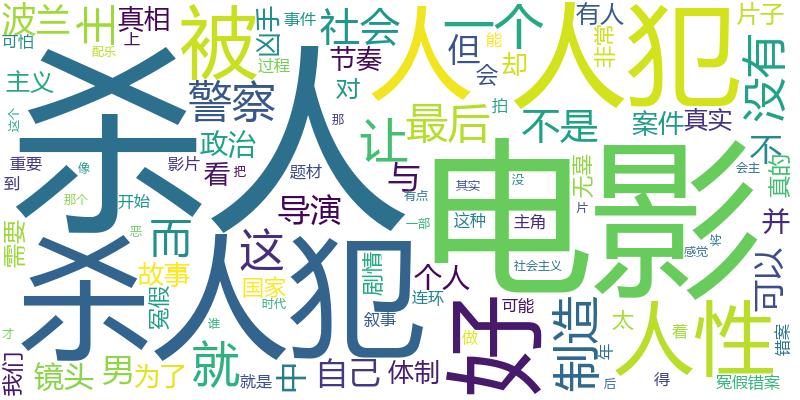 波兰
主
真相
被
凶手
事件
社会
一个
有人
片子
可怕
上
杀人
过程
节奏
人
但
能
却
非常
人犯
没有
配乐
主义
警察
对
会
最后
拍
不是
案件
真实
不
这个
政治
让
那
重要
影片
看
把
题材
与
电影
无辜
真的
到
像
而
导演
有点
其实
没
会主
并
需要
那个
开始
这
一部
这种
主角
片
故事
恶
杀人犯
剧情
个人
社会主义
感觉
将
可以
冤假
国家
连环
好
可能
制造
人性
时代
叙事
谁
太
着
错案
我们
才
镜头
男
为了
就
就是
中
自己
体制
做
年
后
得
冤假错案